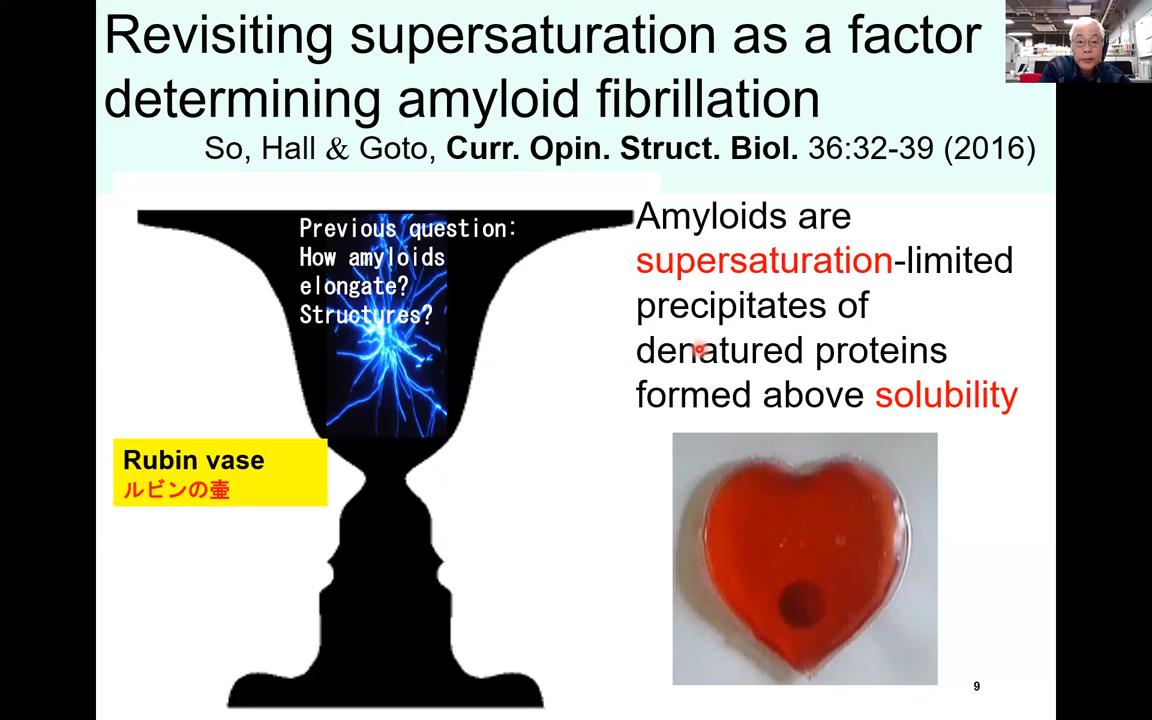 Revisiting supersaturation as a factor
determining amyloid fibrillation
So, Hall & Goto, Curr. Opin. Struct. Biol. 36:32-39 (2016)
Previous question:
How amyloids
elongate?
Structures?
Amyloids are
supersaturation-limited
precipitates of
denatured proteins
formed above solubility
Rubin vase
ルビンの壷
9